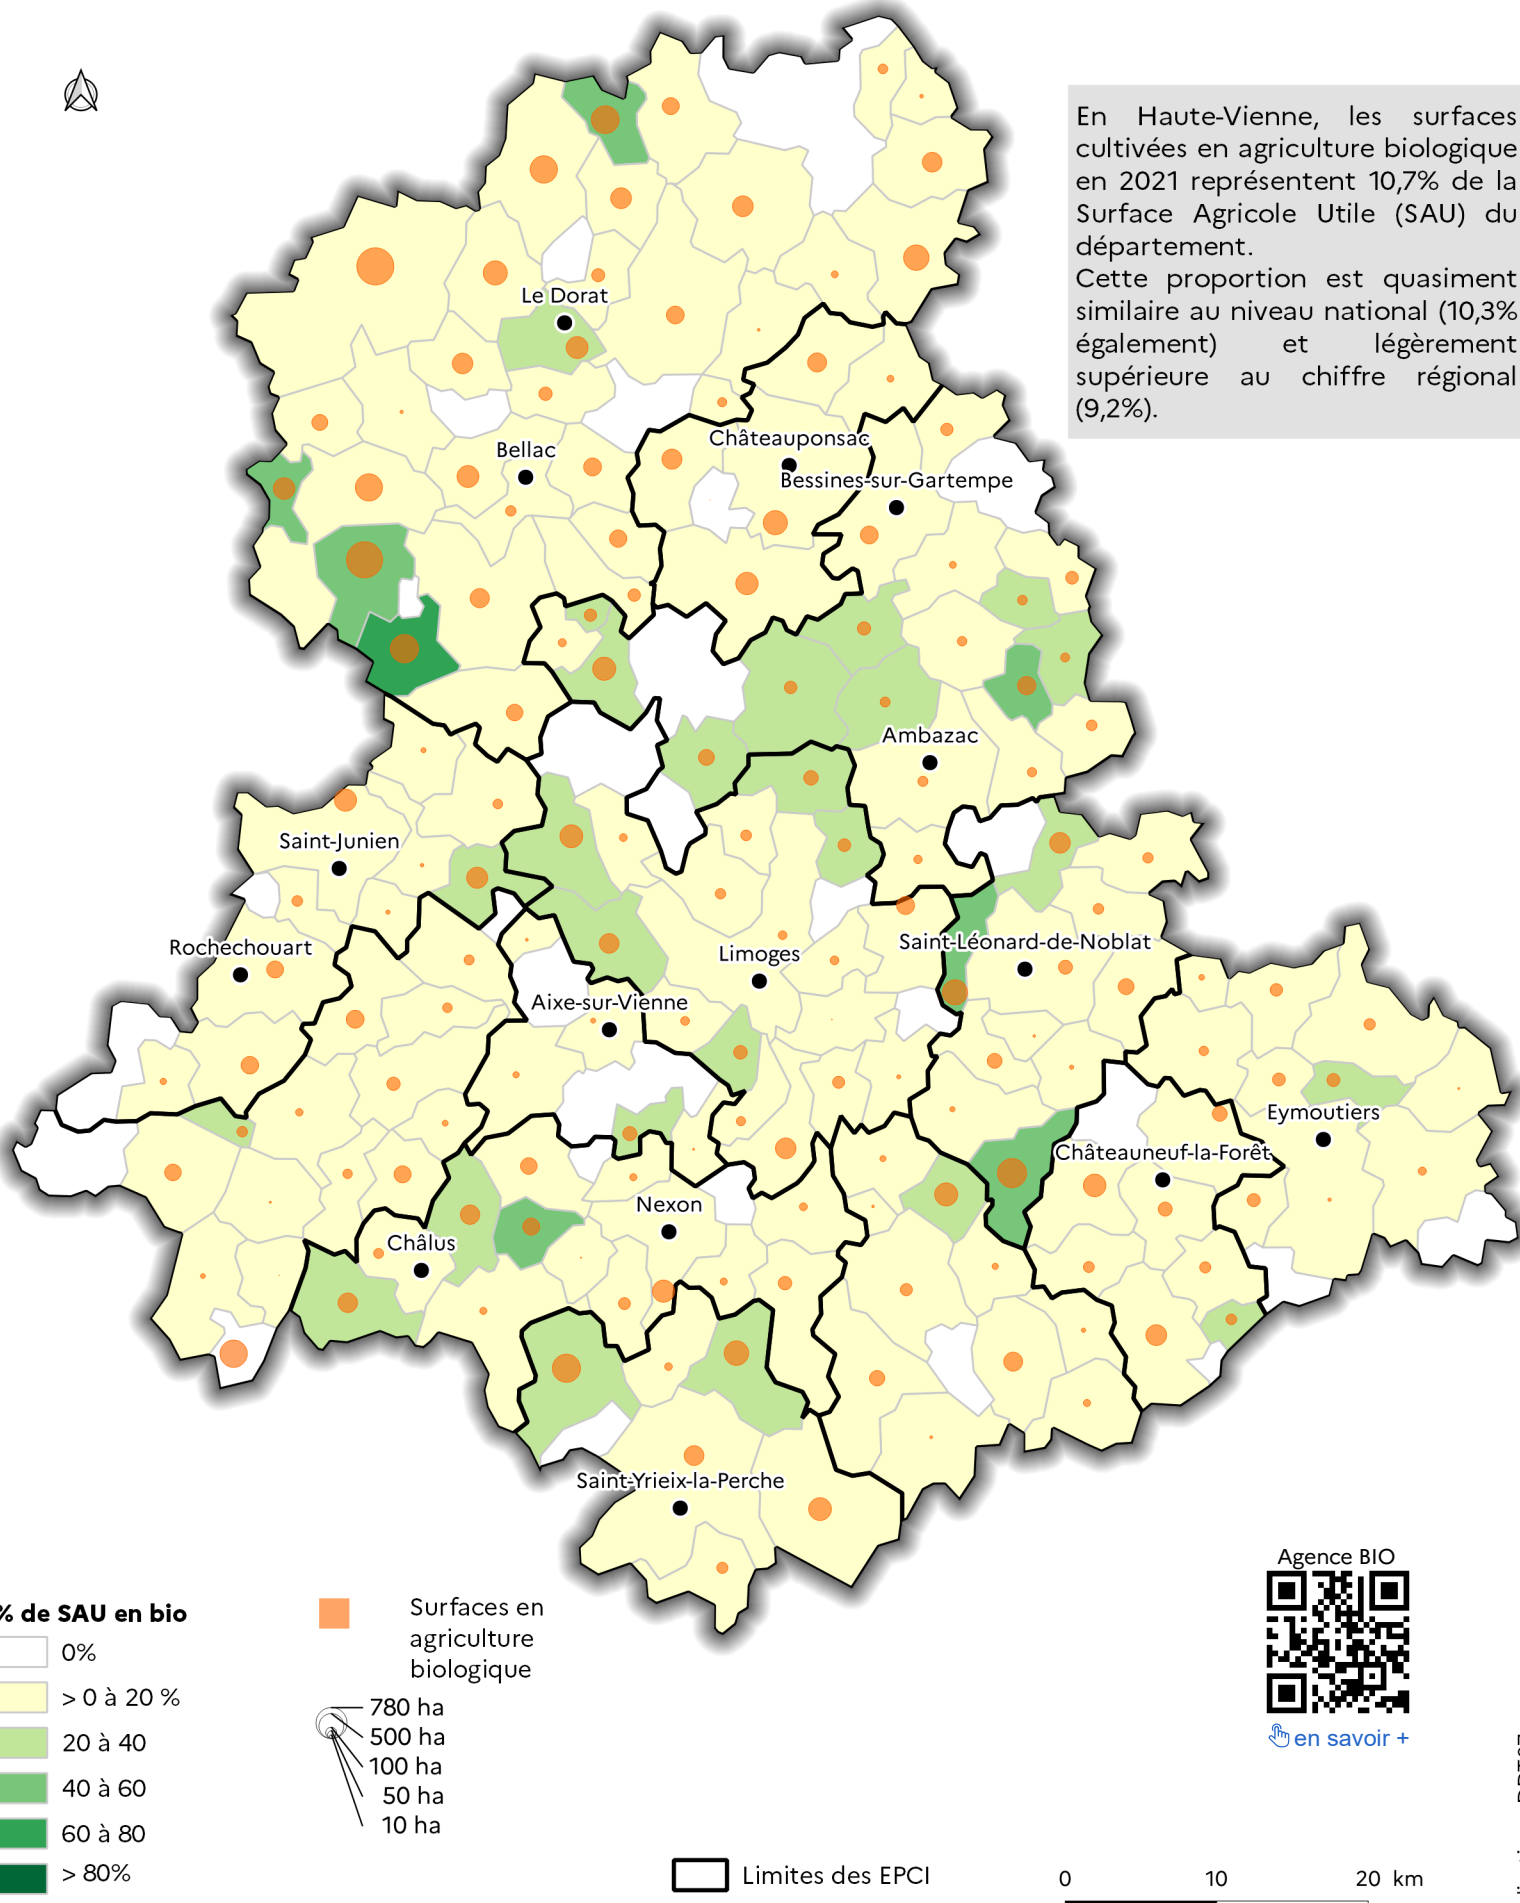 En Haute-Vienne, les surfaces
cultivées en agriculture biologique
en 2021 représentent 10,7% de la
Surface Agricole Utile (SAU) du
département.
Cette proportion est quasiment
similaire au niveau national (10,3%
également) et légèrement
supérieure au chiffre régional
(9,2%).
Le Dorat
Châteauponsac
Bellac
Bessines-sur-Gartempe
Ambazac
Saint-Junien
Rochechouart
Saint-Léonard-de-Noblat
Limoges
Aixe-sur-Vienne
Eymoutiers
Châteauneuf-la-Forêt
Nexon
Châlus
Saint-Yrieix-la-Perche
Agence BIO
en savoir +
% de SAU en bio
0%
> 0 à 20 %
20 à 40
40 à 60
60 à 80
> 80%
Surfaces en
agriculture
biologique
780 ha
500 ha
100 ha
50 ha
10 ha
Limites des EPCI
0 10 20 km